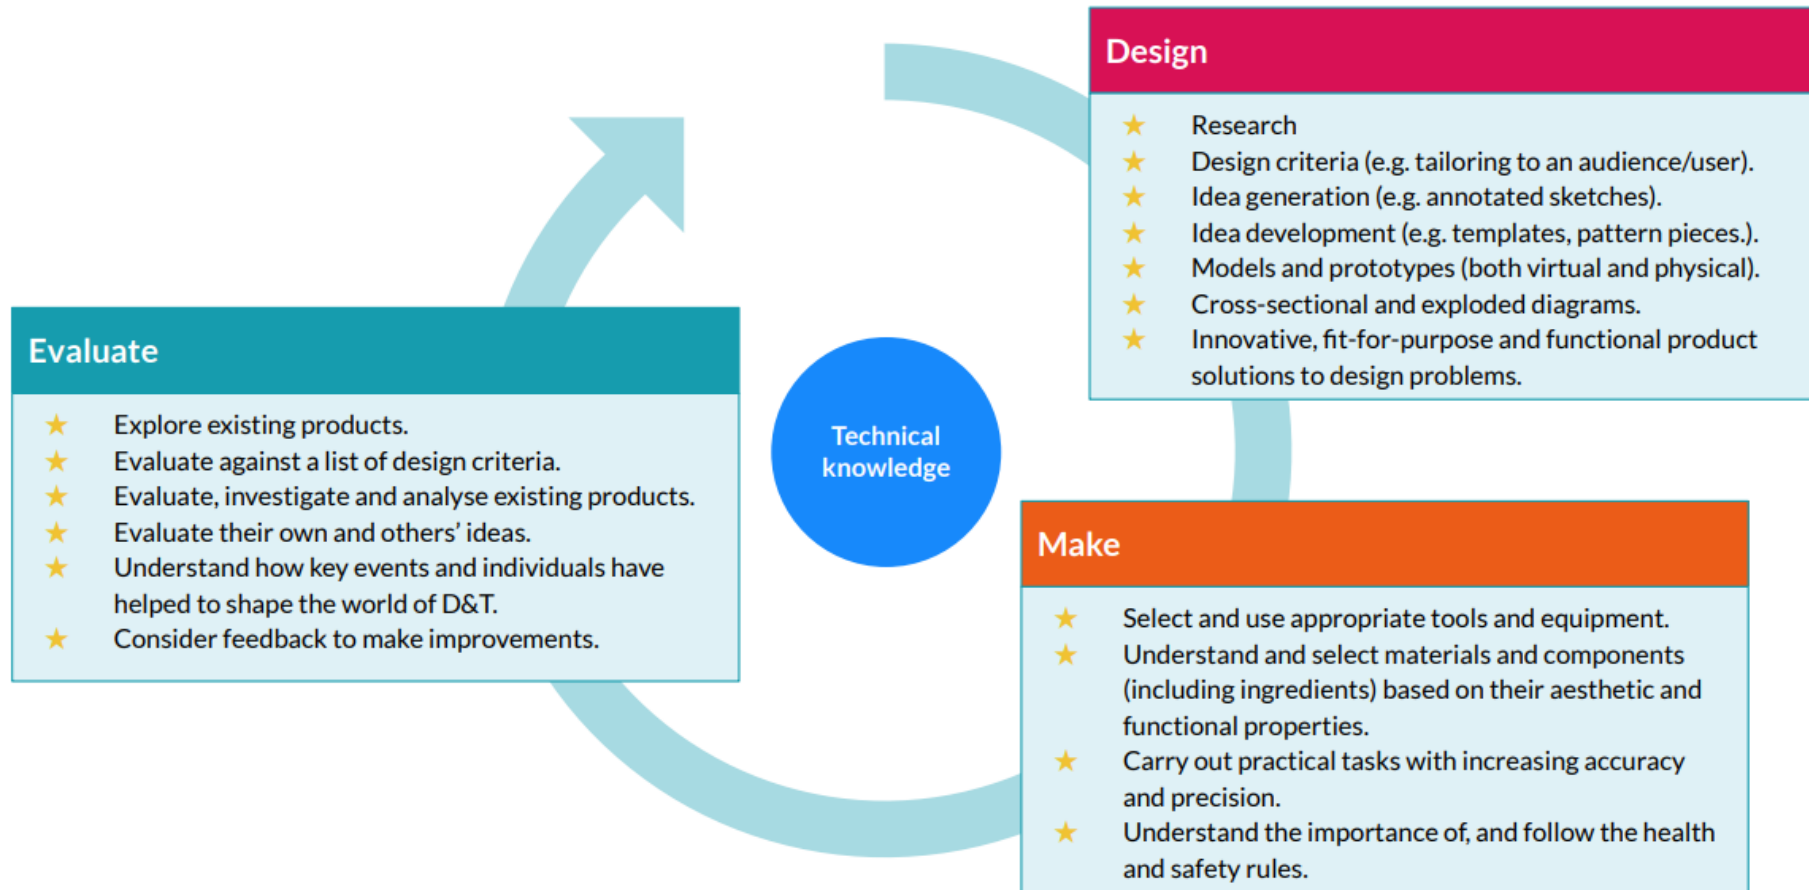 Design
Research
Design criteria (e.g. tailoring to an audience/user).
Idea generation (e.g. annotated sketches).
Idea development (e.g. templates, pattern pieces.).
Models and prototypes (both virtual and physical).
Cross-sectional and exploded diagrams.
Innovative, fit-for-purpose and functional product
solutions to design problems.
Evaluate
Explore existing products.
Evaluate against a list of design criteria.
Evaluate, investigate and analyse existing products.
Evaluate their own and others’ ideas.
Understand how key events and individuals have
helped to shape the world of D&T.
Consider feedback to make improvements.
Technical
knowledge
Make
Select and use appropriate tools and equipment.
Understand and select materials and components
(including ingredients) based on their aesthetic and
functional properties.
Carry out practical tasks with increasing accuracy
and precision.
Understand the importance of, and follow the health
and safety rules.